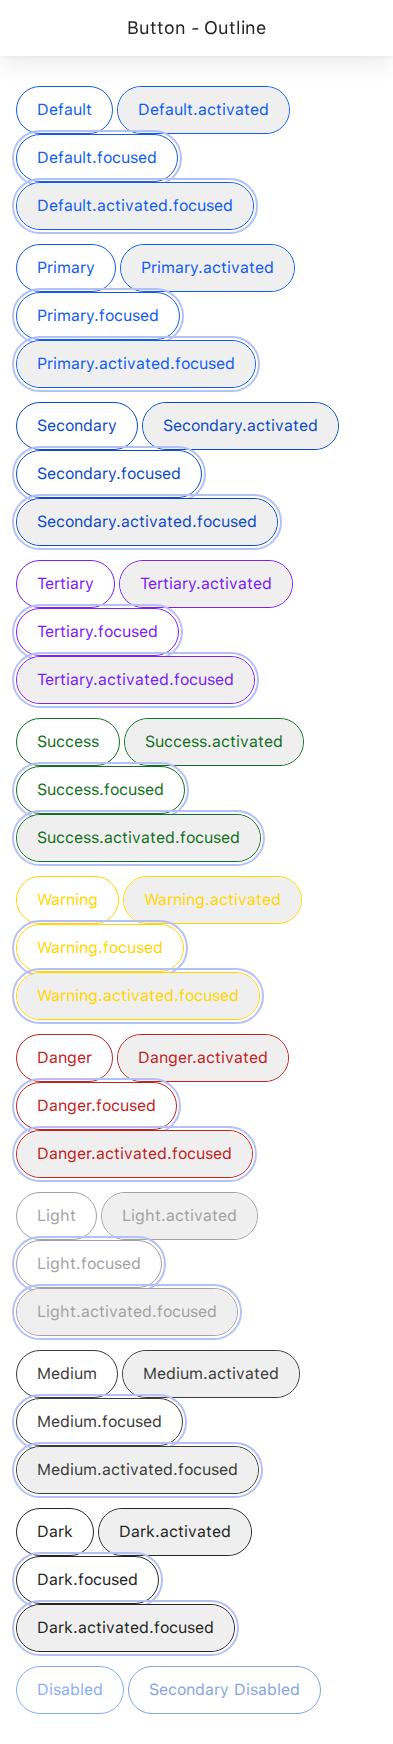 Button - Outline
Default Default.activated
Default.focused
Default.activated.focused
Primary Primary.activated
Primary.focused
Primary.activated.focused
Secondary Secondary.activated
Secondary.focused
Secondary.activated.focused
Tertiary Tertiary.activated
Tertiary.focused
Tertiary.activated.focused
Success Success.activated
Success.focused
Success.activated.focused
Warning Warning.activated
Warning.focused
Warning.activated.focused
Danger Danger.activated
Danger.focused
Danger.activated.focused
Light Light.activated
Light.focused
Light.activated.focused
Medium Medium.activated
Medium.focused
Medium.activated.focused
Dark Dark.activated
Dark.focused
Dark.activated.focused
Disabled Secondary Disabled